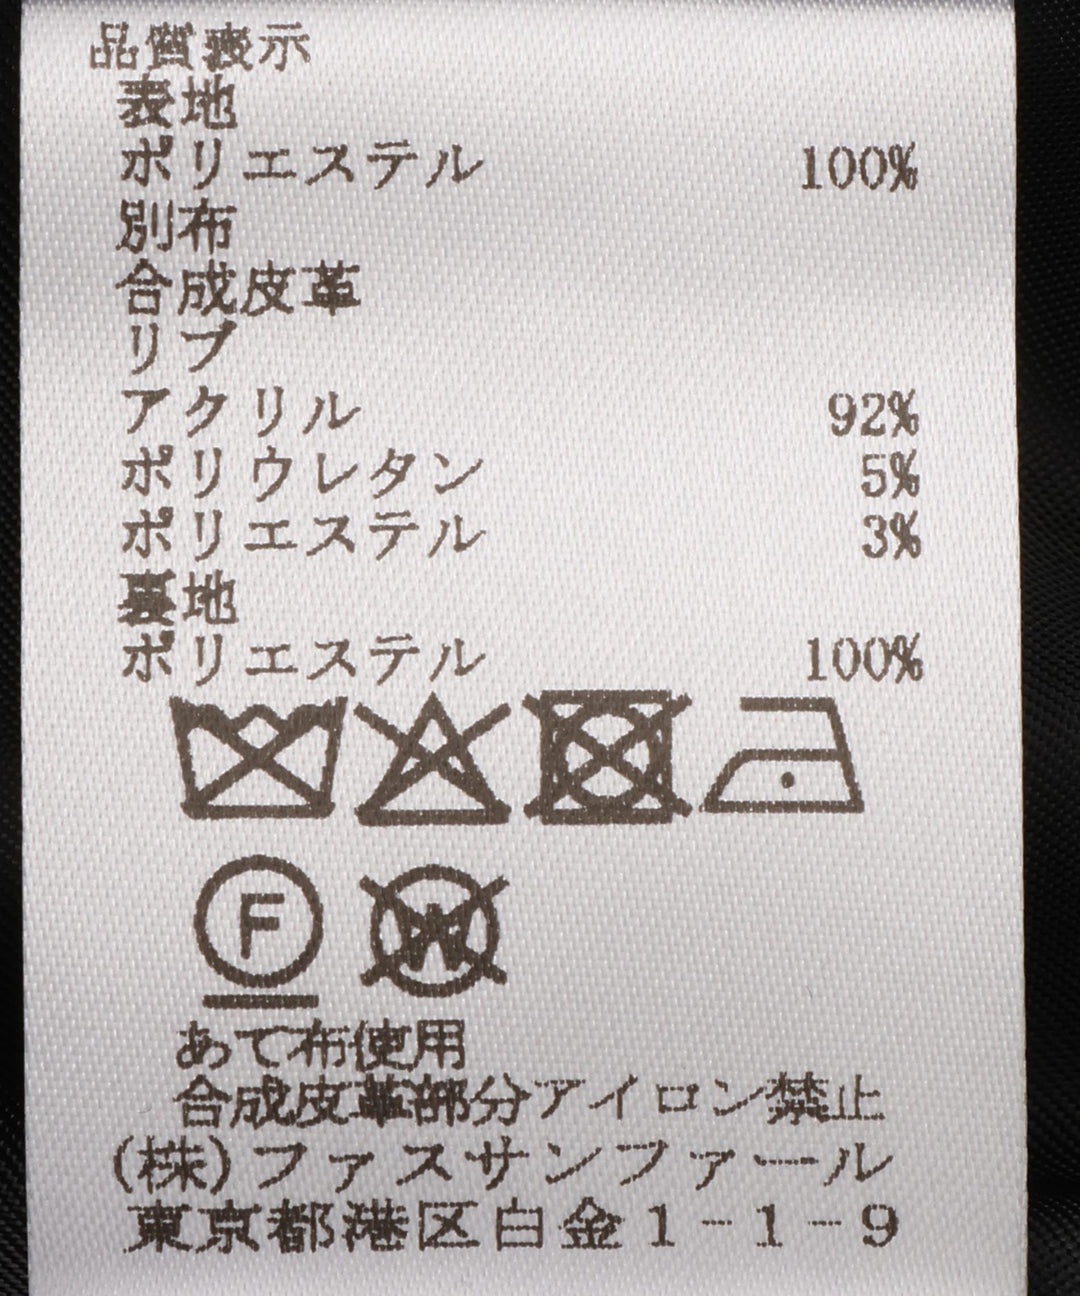 品質表示
表地
ポリエステル 100%
別布
合成皮革
リブ
アクリル 92%
ポリウレタン 5%
ポリエステル 3%
裏地
ポリエステル 100%
F W
あて布使用
合成皮革部分アイロン禁止
(株)ファスサンファール
東京都港区白金1-1-9